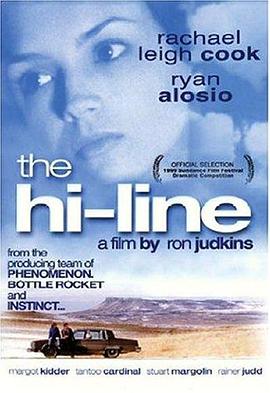 rachael
leigh cook
ryan
alosio
OFFICIAL SELECTION
1999 Sundance Film Festival
Dramatic Competition
the
hi-line
a film by ron judkins
from the
producing team of
PHENOMENON.
BOTTLE ROCKET
and
INSTINCT...
margot kidder tantoo cardinal stuart margolin rainer judd